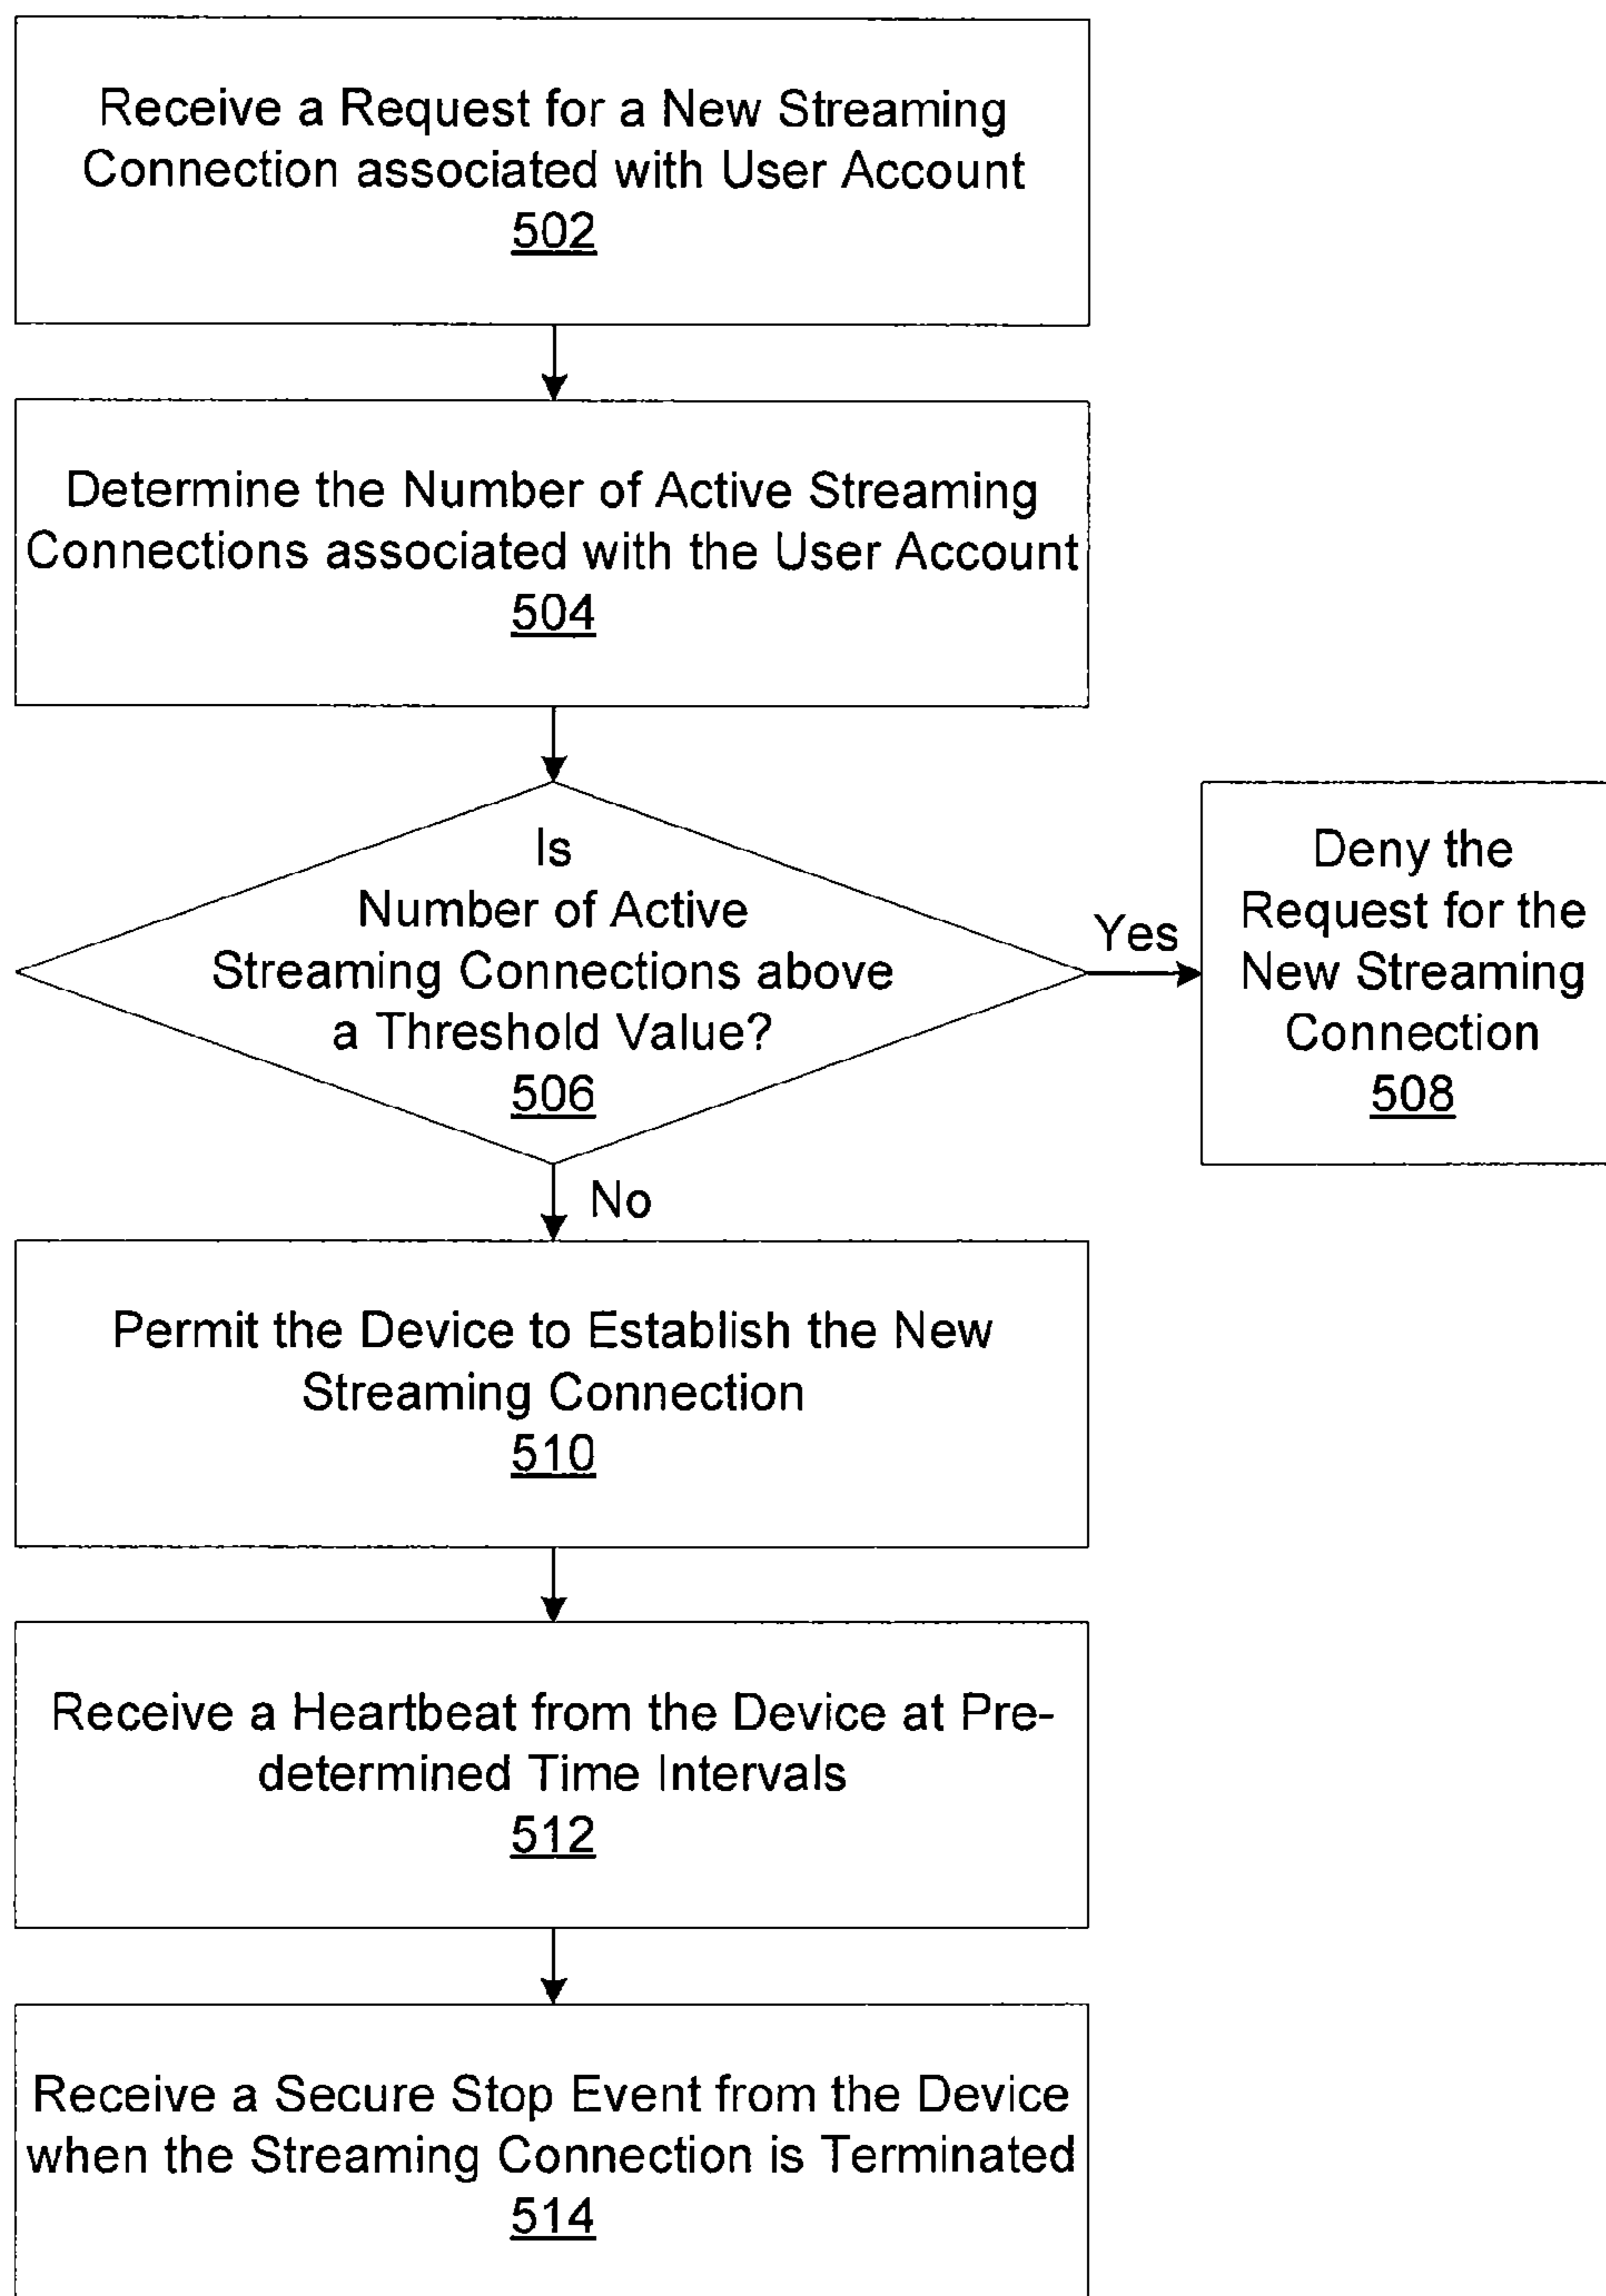 Receive a Request for a New Streaming
Connection associated with User Account
502
Determine the Number of Active Streaming
Connections associated with the User Account
504
Is
Number of Active
Streaming Connections above
a Threshold Value?
506
Yes
Deny the
Request for the
New Streaming
Connection
508
No
Permit the Device to Establish the New
Streaming Connection
510
Receive a Heartbeat from the Device at Pre-
determined Time Intervals
512
Receive a Secure Stop Event from the Device
when the Streaming Connection is Terminated
514